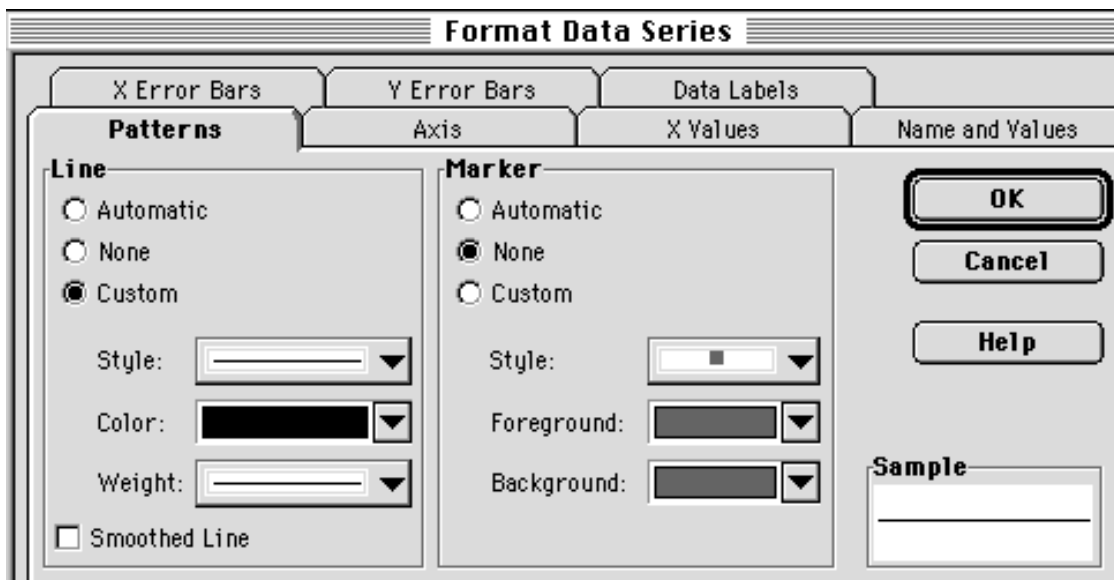 Format Data Series
X Error Bars
Y Error Bars
Data Labels
Patterns
Axis
X Values
Name and Values
Line
Automatic
None
Custom
Style:
Color:
Weight:
Smoothed Line
Marker
Automatic
None
Custom
Style:
Foreground:
Background:
OK
Cancel
Help
Sample